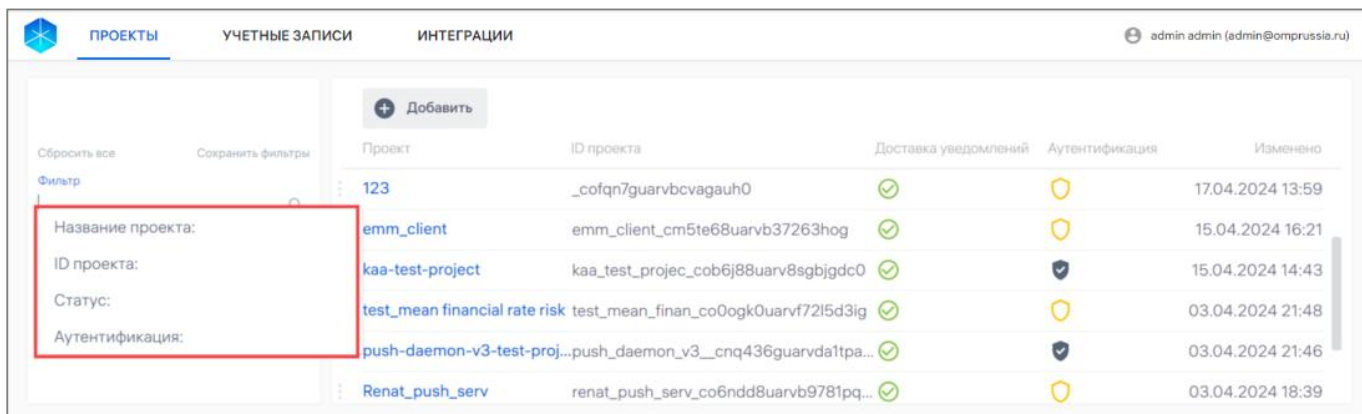 ПРОЕКТЫ УЧЕТНЫЕ ЗАПИСИ ИНТЕГРАЦИИ admin admin (admin@omprussia.ru)
Добавить
Сбросить все Сохранить фильтры Проект ID проекта Доставка уведомлений Аутентификация Изменено
Фильтр
123 _cofqn7guarvbcvagauh0 17.04.2024 13:59
Название проекта:
emm_client emm_client_cm5te68uarvb37263hog 15.04.2024 16:21
ID проекта:
kaa-test-project kaa_test_projec_cob6j88uarv8sgbjgdc0 15.04.2024 14:43
Статус:
test_mean financial rate risk test_mean_finan_co0ogk0uarvf72l5d3ig 03.04.2024 21:48
Аутентификация:
push-daemon-v3-test-proj... push_daemon_v3__cnq436guarvda1tpa... 03.04.2024 21:46
Renat_push_serv renat_push_serv_co6ndd8uarvb9781pq... 03.04.2024 18:39